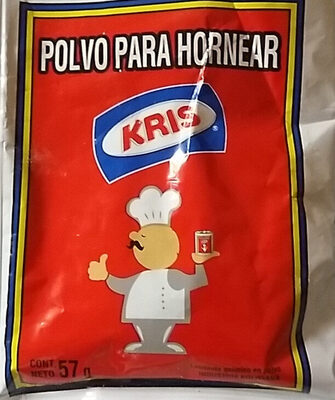 POLVO PARA HORNEAR
KRIS
CONT
NETO 57 g